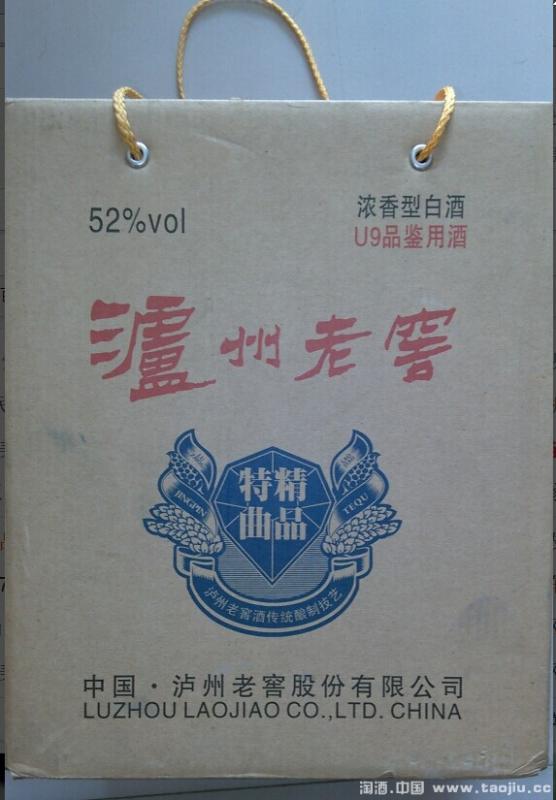 52%vol
浓香型白酒
U9品鉴用酒
瀘州老窖
精品
特曲
JINGPIN
TEQU
泸州老窖酒传统酿制技艺
中国·泸州老窖股份有限公司
LUZHOU LAOJIAO CO.,LTD. CHINA
淘酒.中国 www.taojiu.cc